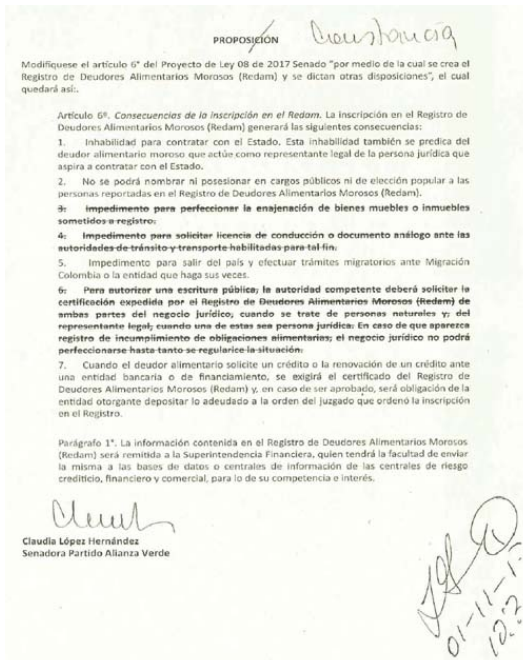 PROPOSICIÓN Constancia
Modifíquese el artículo 6° del Proyecto de Ley 08 de 2017 Senado "por medio de la cual se crea el
Registro de Deudores Alimentarios Morosos (Redam) y se dictan otras disposiciones", el cual
quedará así:.
Artículo 6º. Consecuencias de la inscripción en el Redam. La inscripción en el Registro de
Deudores Alimentarios Morosos (Redam) generará las siguientes consecuencias:
1. Inhabilidad para contratar con el Estado. Esta inhabilidad también se predica del
deudor alimentario moroso que actúe como representante legal de la persona jurídica que
aspira a contratar con el Estado.
2. No se podrá nombrar ni posesionar en cargos públicos ni de elección popular a las
personas reportadas en el Registro de Deudores Alimentarios Morosos (Redam).
3. Impedimento para perfeccionar la enajenación de bienes muebles o inmuebles
sometidos a registro.
4. Impedimento para solicitar licencia de conducción o documento análogo ante las
autoridades de tránsito y transporte habilitadas para tal fin.
5. Impedimento para salir del país y efectuar trámites migratorios ante Migración
Colombia o la entidad que haga sus veces.
6. Para autorizar una escritura pública, la autoridad competente deberá solicitar la
certificación expedida por el Registro de Deudores Alimentarios Morosos (Redam) de
ambas partes del negocio jurídico, cuando se trate de personas naturales y, del
representante legal, cuando una de estas sea persona jurídica. En caso de que aparezca
registro de incumplimiento de obligaciones alimentarias, el negocio jurídico no podrá
perfeccionarse hasta tanto se regularice la situación.
7. Cuando el deudor alimentario solicite un crédito o la renovación de un crédito ante
una entidad bancaria o de financiamiento, se exigirá el certificado del Registro de
Deudores Alimentarios Morosos (Redam) y, en caso de ser aprobado, será obligación de la
entidad otorgante depositar lo adeudado a la orden del juzgado que ordenó la inscripción
en el Registro.
Parágrafo 1°. La información contenida en el Registro de Deudores Alimentarios Morosos
(Redam) será remitida a la Superintendencia Financiera, quien tendrá la facultad de enviar
la misma a las bases de datos o centrales de información de las centrales de riesgo
crediticio, financiero y comercial, para lo de su competencia e interés.
Claudia López Hernández
Senadora Partido Alianza Verde
01-11-1
10:2